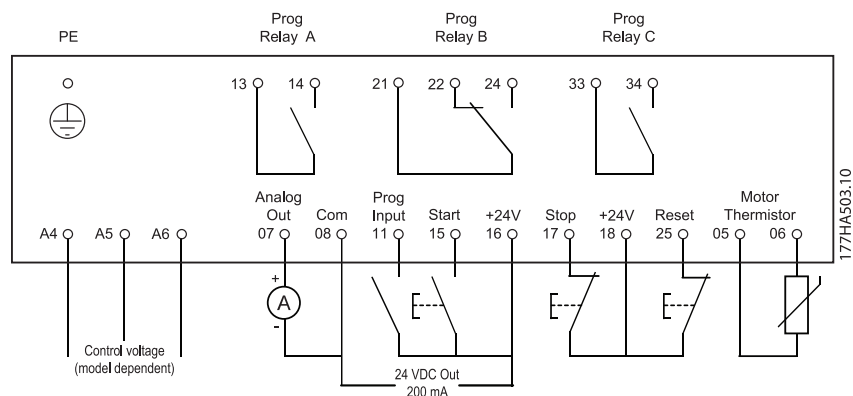 PE
Prog
Relay A
Prog
Relay B
Prog
Relay C
13 14 21 22 24 33 34
Analog
Out
Com
Prog
Input
Start
+24V
Stop
+24V
Reset
Motor
Thermistor
A4 A5 A6 07 08 11 15 16 17 18 25 05 06
+
A
-
Control voltage
(model dependent)
24 VDC Out
200 mA
177HA503.10